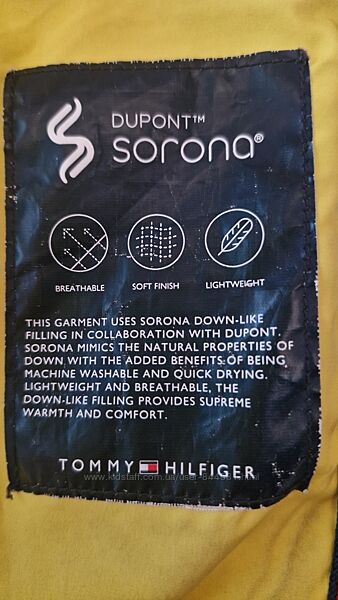 DUPONT™
sorona®
BREATHABLE
SOFT FINISH
LIGHTWEIGHT
THIS GARMENT USES SORONA DOWN-LIKE
FILLING IN COLLABORATION WITH DUPONT.
SORONA MIMICS THE NATURAL PROPERTIES OF
DOWN WITH THE ADDED BENEFITS OF BEING
MACHINE WASHABLE AND QUICK DRYING.
LIGHTWEIGHT AND BREATHABLE, THE
DOWN-LIKE FILLING PROVIDES SUPREME
WARMTH AND COMFORT.
TOMMY HILFIGER